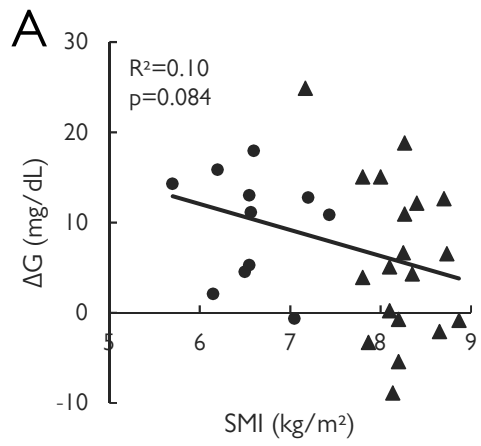 A
30
R²=0.10
p=0.084
20
ΔG (mg/dL)
10
0
5 6 7 8 9
-10
SMI (kg/m²)